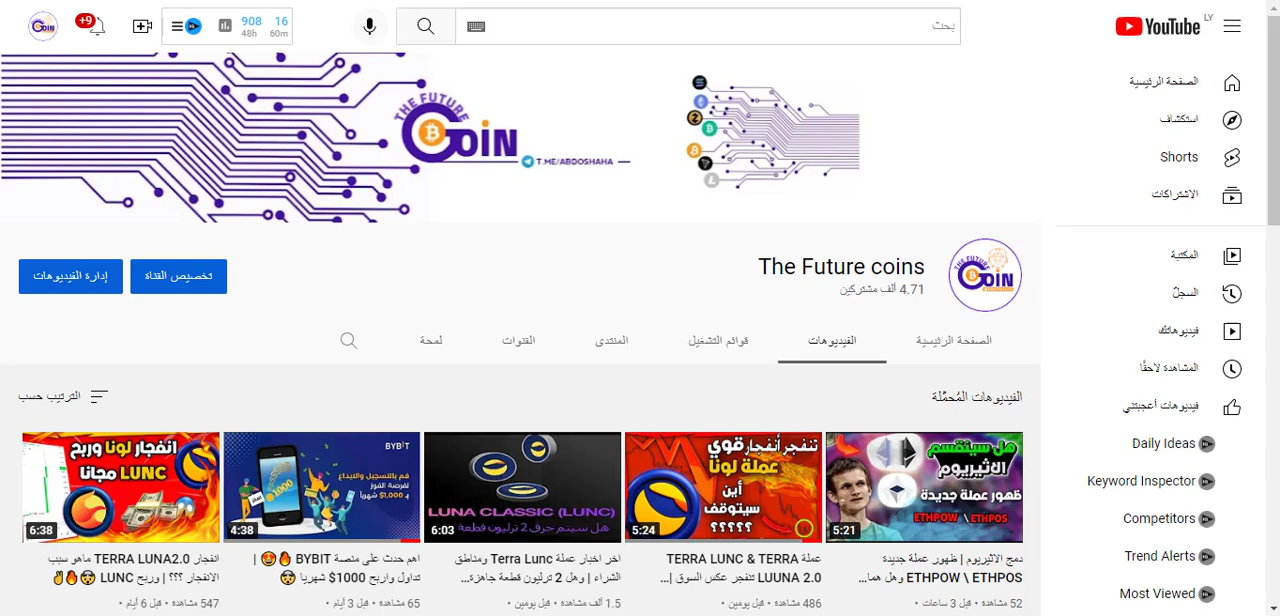 +9
908
48h
16
60m
بحث
YouTube LY
THE FUTURE
COIN
T.ME/ABDOSHAHA
الصفحة الرئيسية
استكشاف
Shorts
الاشتراكات
المكتبة
السجلّ
فيديوهاتك
المشاهدة لاحقًا
فيديوهات أعجبتني
Daily Ideas
Keyword Inspector
Competitors
Trend Alerts
Most Viewed
The Future coins
4.71 ألف مشتركين
تخصيص القناة
إدارة الفيديوهات
الصفحة الرئيسية
الفيديوهات
قوائم التشغيل
المنتدى
القنوات
لمحة
الفيديوهات المُحمَّلة
الترتيب حسب
هل سينقسم
الاثيريوم
ظهور عملة جديدة
ETHPOW \ ETHPOS
5:21
دمج الاثيريوم | ظهور عملة جديدة
ETHPOW \ ETHPOS وهل هما...
52 مشاهدة • قبل 3 ساعات •
تنفجر أنفجار قوي
عملة لونا
أين
سيتوقف
؟؟؟؟؟
5:24
عملة TERRA LUNC & TERRA
LUUNA 2.0 تتفجر عكس السوق |...
486 مشاهدة • قبل يومين •
LUNA CLASSIC (LUNC)
هل سيتم حرق 2 ترليون قطعة
6:03
اخر اخبار عملة Terra Lunc ومناطق
الشراء | وهل 2 ترليون قطعة جاهزة...
1.5 ألف مشاهدة • قبل يومين •
BYBIT
قم بالتسجيل والابداع
لفرصة الفوز
بـ 1,000$ شهرياً
4:38
اهم حدث على منصة BYBIT |
تداول واربح 1000$ شهريا
65 مشاهدة • قبل 3 أيام •
انفجار لونا وربح
LUNC مجانا
6:38
انفجار TERRA LUNA2.0 ماهو سبب
الانفجار ؟؟؟ | وربح LUNC
547 مشاهدة • قبل 6 أيام •